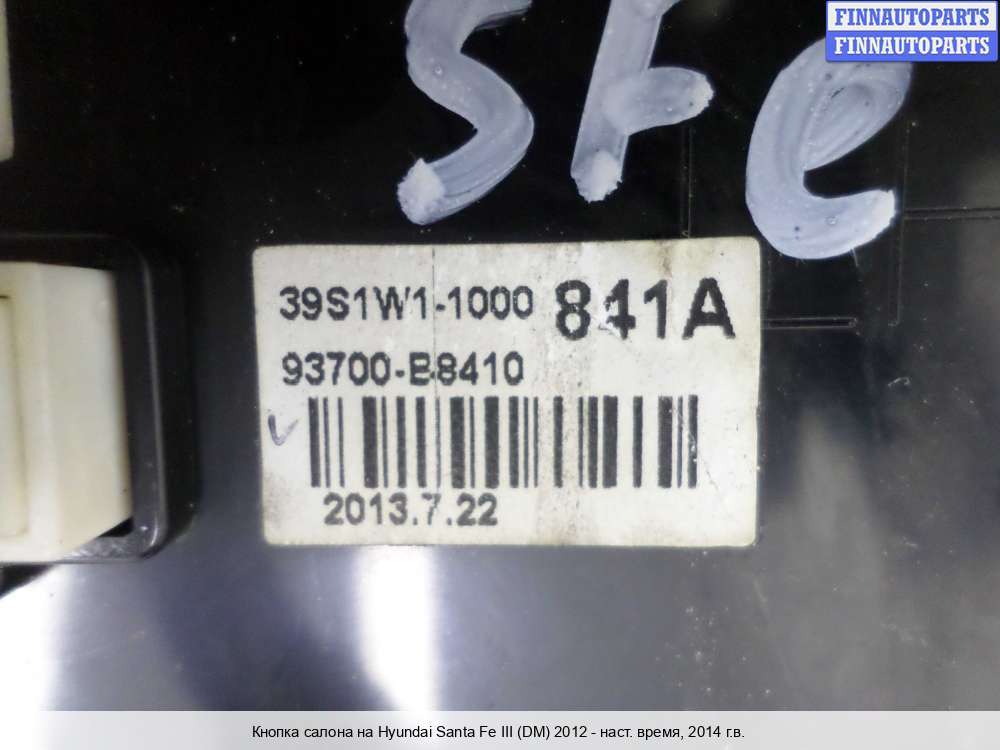 FINNAUTOPARTS
FINNAUTOPARTS
sFe
39S1W1-1000 841A
93700-B8410
2013.7.22
Кнопка салона на Hyundai Santa Fe III (DM) 2012 - наст. время, 2014 г.в.